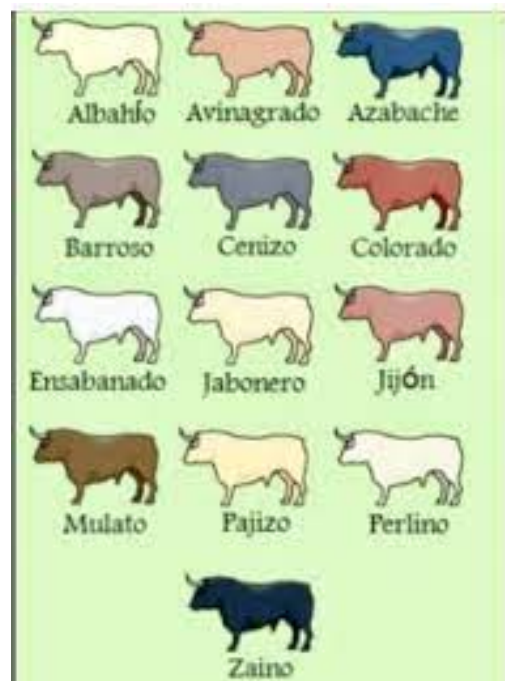 Albahío Avinagrado Azabache
Barroso Cenizo Colorado
Ensabanado Jabonero Jijón
Mulato Pajizo Perlino
Zaino